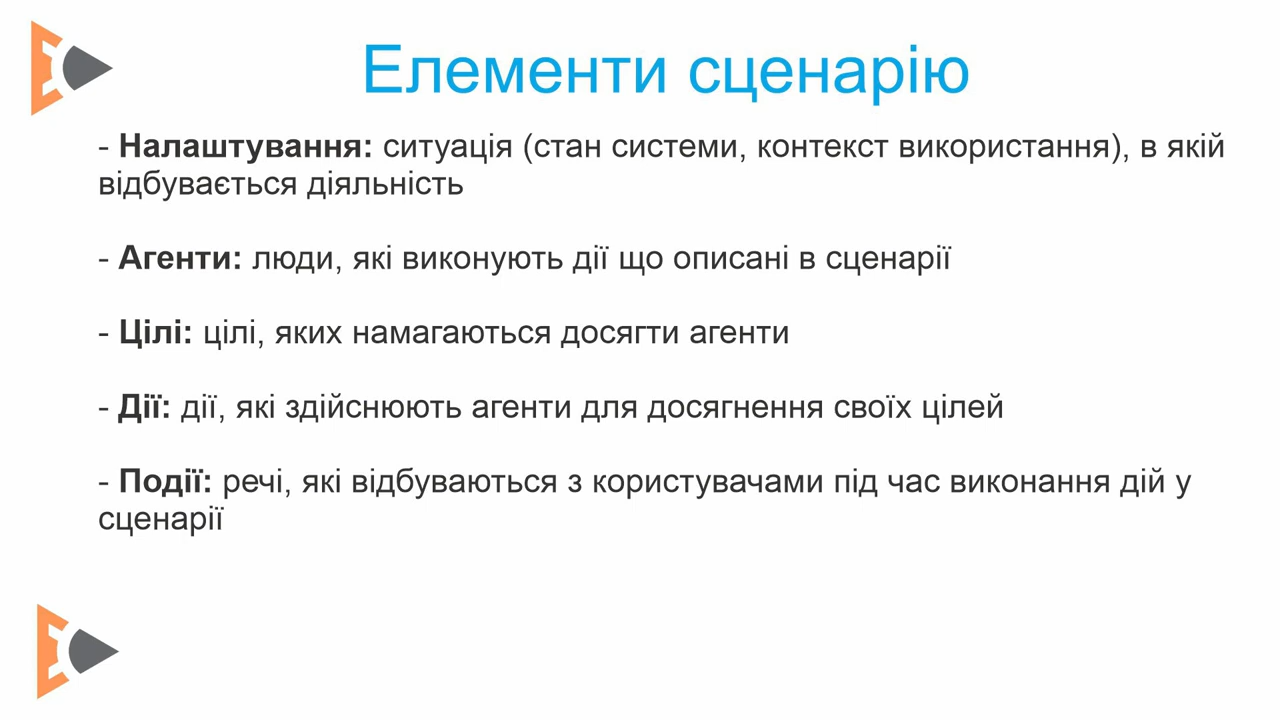 Елементи сценарію
- Налаштування: ситуація (стан системи, контекст використання), в якій
відбувається діяльність
- Агенти: люди, які виконують дії що описані в сценарії
- Цілі: цілі, яких намагаються досягти агенти
- Дії: дії, які здійснюють агенти для досягнення своїх цілей
- Події: речі, які відбуваються з користувачами під час виконання дій у
сценарії